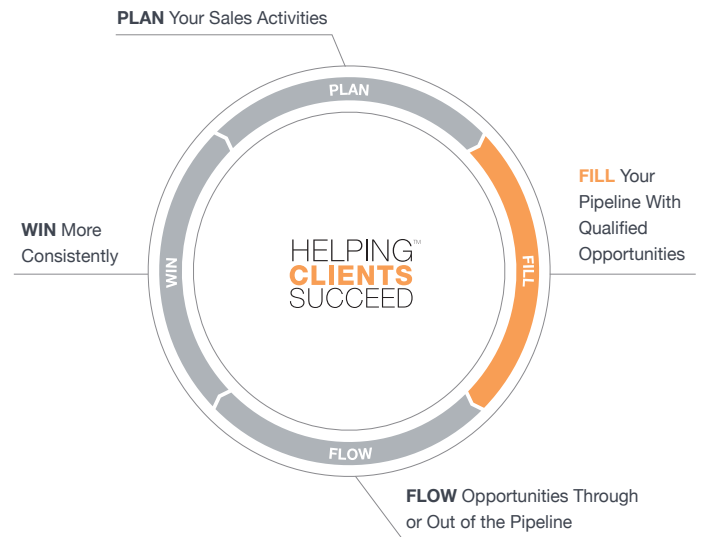 PLAN Your Sales Activities
PLAN
FILL Your
Pipeline With
Qualified
Opportunities
FILL
WIN More
Consistently
WIN
HELPING™
CLIENTS
SUCCEED
FLOW
FLOW Opportunities Through
or Out of the Pipeline